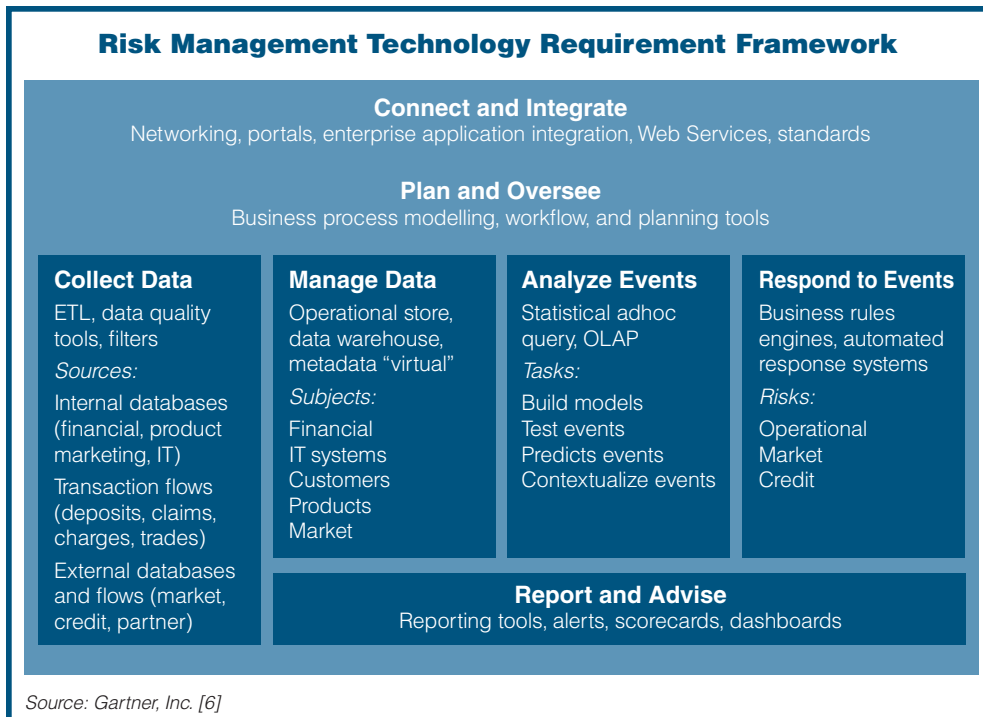 Risk Management Technology Requirement Framework
Connect and Integrate
Networking, portals, enterprise application integration, Web Services, standards
Plan and Oversee
Business process modelling, workflow, and planning tools
Collect Data
ETL, data quality
tools, filters
Sources:
Internal databases
(financial, product
marketing, IT)
Transaction flows
(deposits, claims,
charges, trades)
External databases
and flows (market,
credit, partner)
Manage Data
Operational store,
data warehouse,
metadata “virtual”
Subjects:
Financial
IT systems
Customers
Products
Market
Analyze Events
Statistical adhoc
query, OLAP
Tasks:
Build models
Test events
Predicts events
Contextualize events
Respond to Events
Business rules
engines, automated
response systems
Risks:
Operational
Market
Credit
Report and Advise
Reporting tools, alerts, scorecards, dashboards
Source: Gartner, Inc. [6]